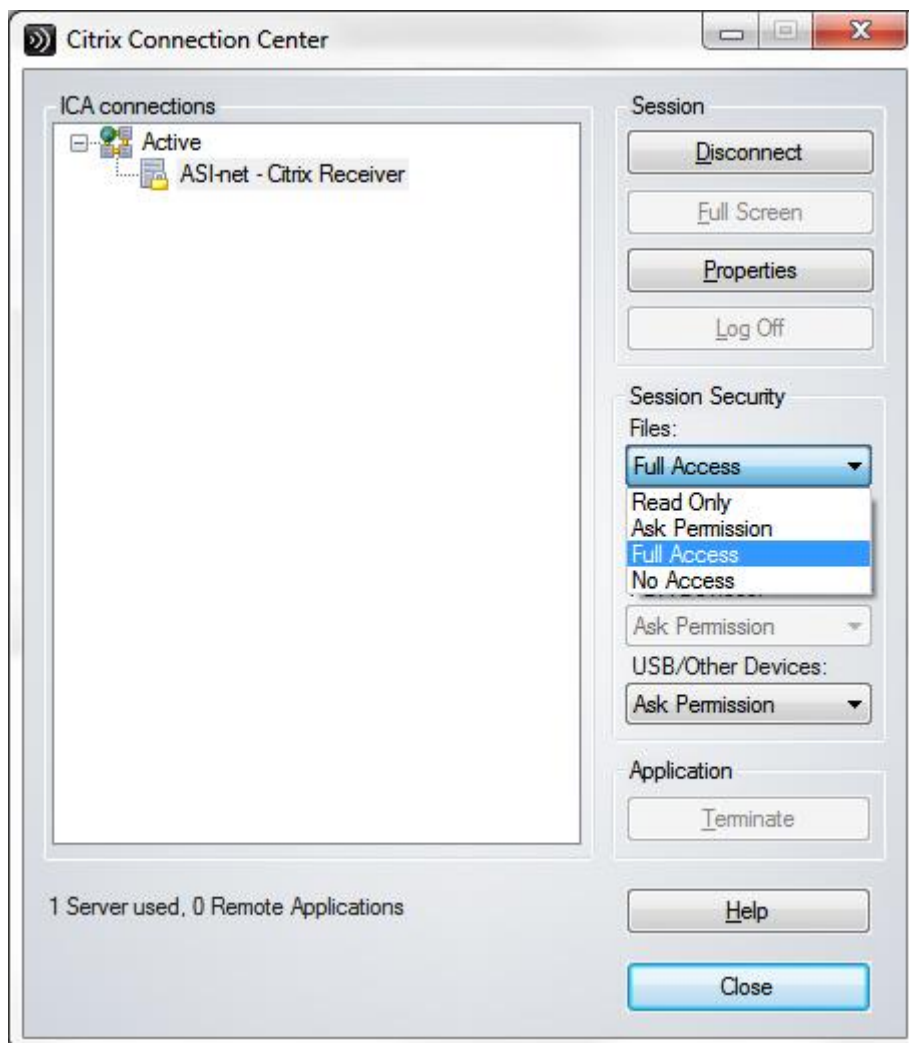 Citrix Connection Center
ICA connections
Active
ASI-net - Citrix Receiver
Session
Disconnect
Full Screen
Properties
Log Off
Session Security
Files:
Full Access
Read Only
Ask Permission
Full Access
No Access
Ask Permission
USB/Other Devices:
Ask Permission
Application
Terminate
1 Server used, 0 Remote Applications
Help
Close